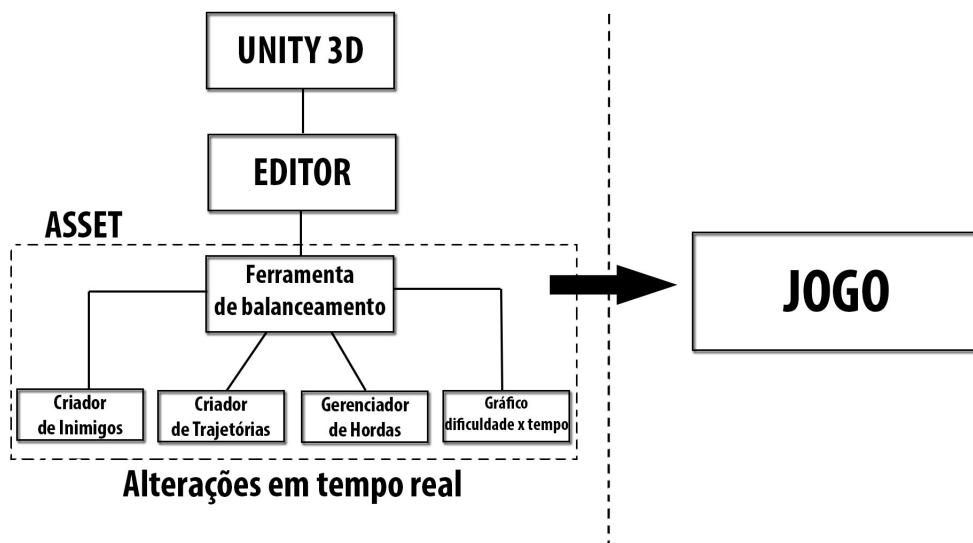 UNITY 3D
EDITOR
ASSET
Ferramenta
de balanceamento
JOGO
Criador
de Inimigos
Criador
de Trajetórias
Gerenciador
de Hordas
Gráfico
dificuldade x tempo
Alterações em tempo real